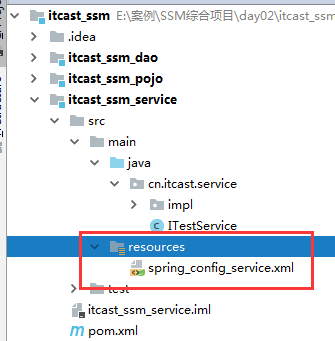 itcast_ssm E:\案例\SSM综合项目\day02\itcast_ssm
.idea
itcast_ssm_dao
itcast_ssm_pojo
itcast_ssm_service
src
main
java
cn.itcast.service
impl
ITestService
resources
spring_config_service.xml
test
itcast_ssm_service.iml
pom.xml